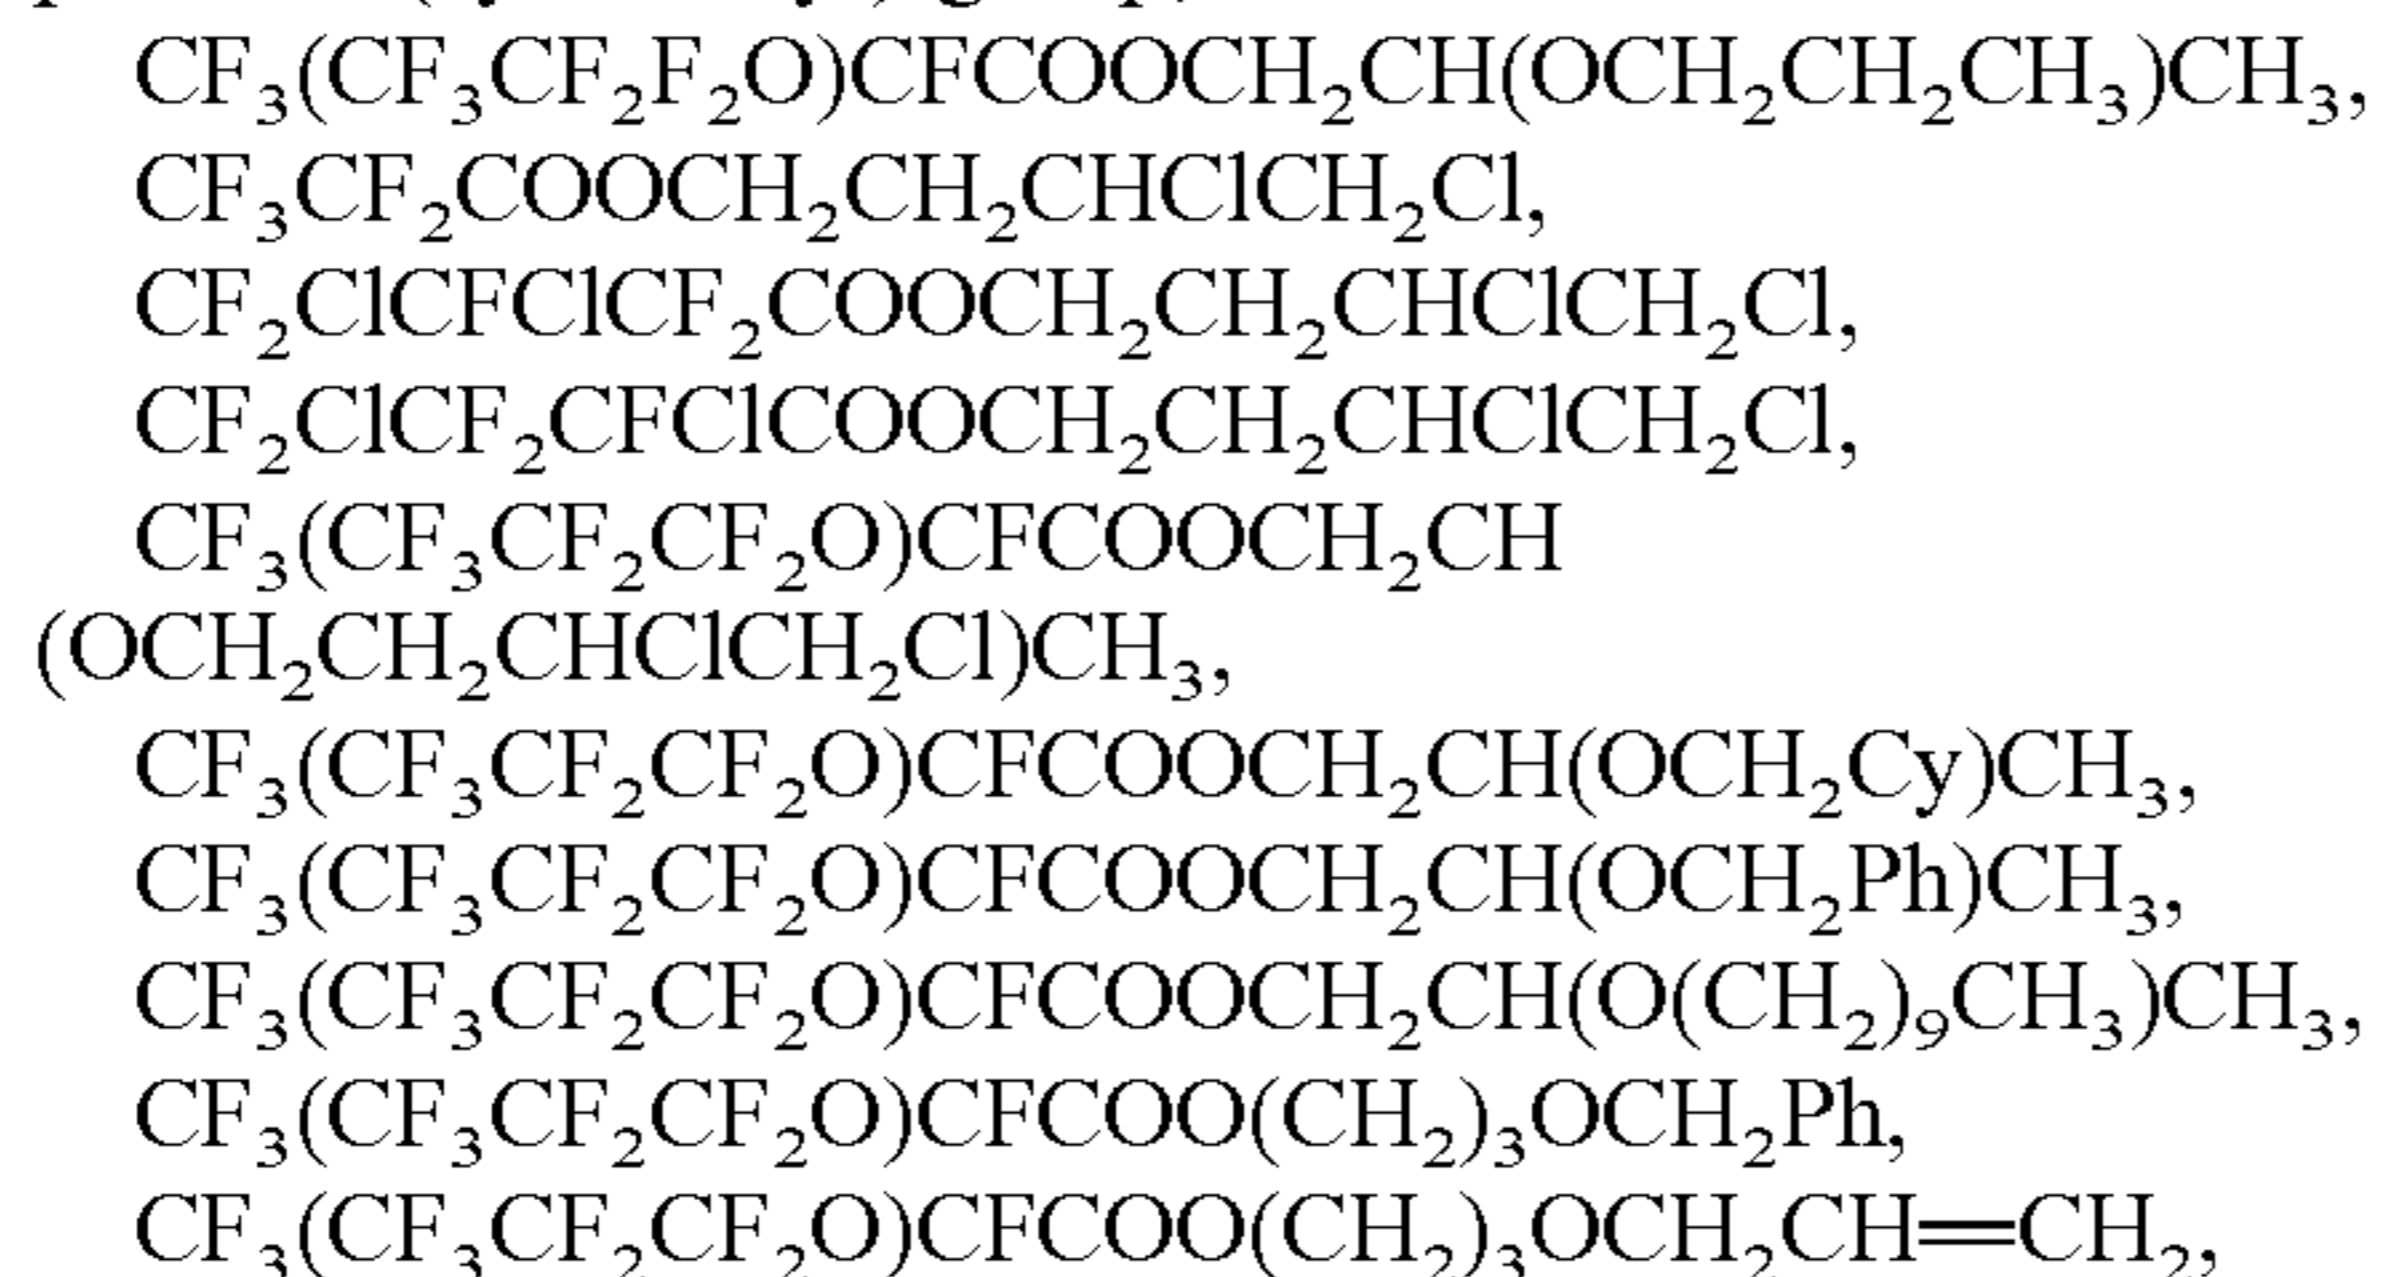 CF₃(CF₃CF₂F₂O)CFCOOCH₂CH(OCH₂CH₂CH₃)CH₃,
CF₃CF₂COOCH₂CH₂CHClCH₂Cl,
CF₂ClCFClCF₂COOCH₂CH₂CHClCH₂Cl,
CF₂ClCF₂CFClCOOCH₂CH₂CHClCH₂Cl,
CF₃(CF₃CF₂CF₂O)CFCOOCH₂CH
(OCH₂CH₂CHClCH₂Cl)CH₃,
CF₃(CF₃CF₂CF₂O)CFCOOCH₂CH(OCH₂Cy)CH₃,
CF₃(CF₃CF₂CF₂O)CFCOOCH₂CH(OCH₂Ph)CH₃,
CF₃(CF₃CF₂CF₂O)CFCOOCH₂CH(O(CH₂)₉CH₃)CH₃,
CF₃(CF₃CF₂CF₂O)CFCOO(CH₂)₃OCH₂Ph,
CF₃(CF₃CF₂CF₂O)CFCOO(CH₂)₃OCH₂CH=CH₂,